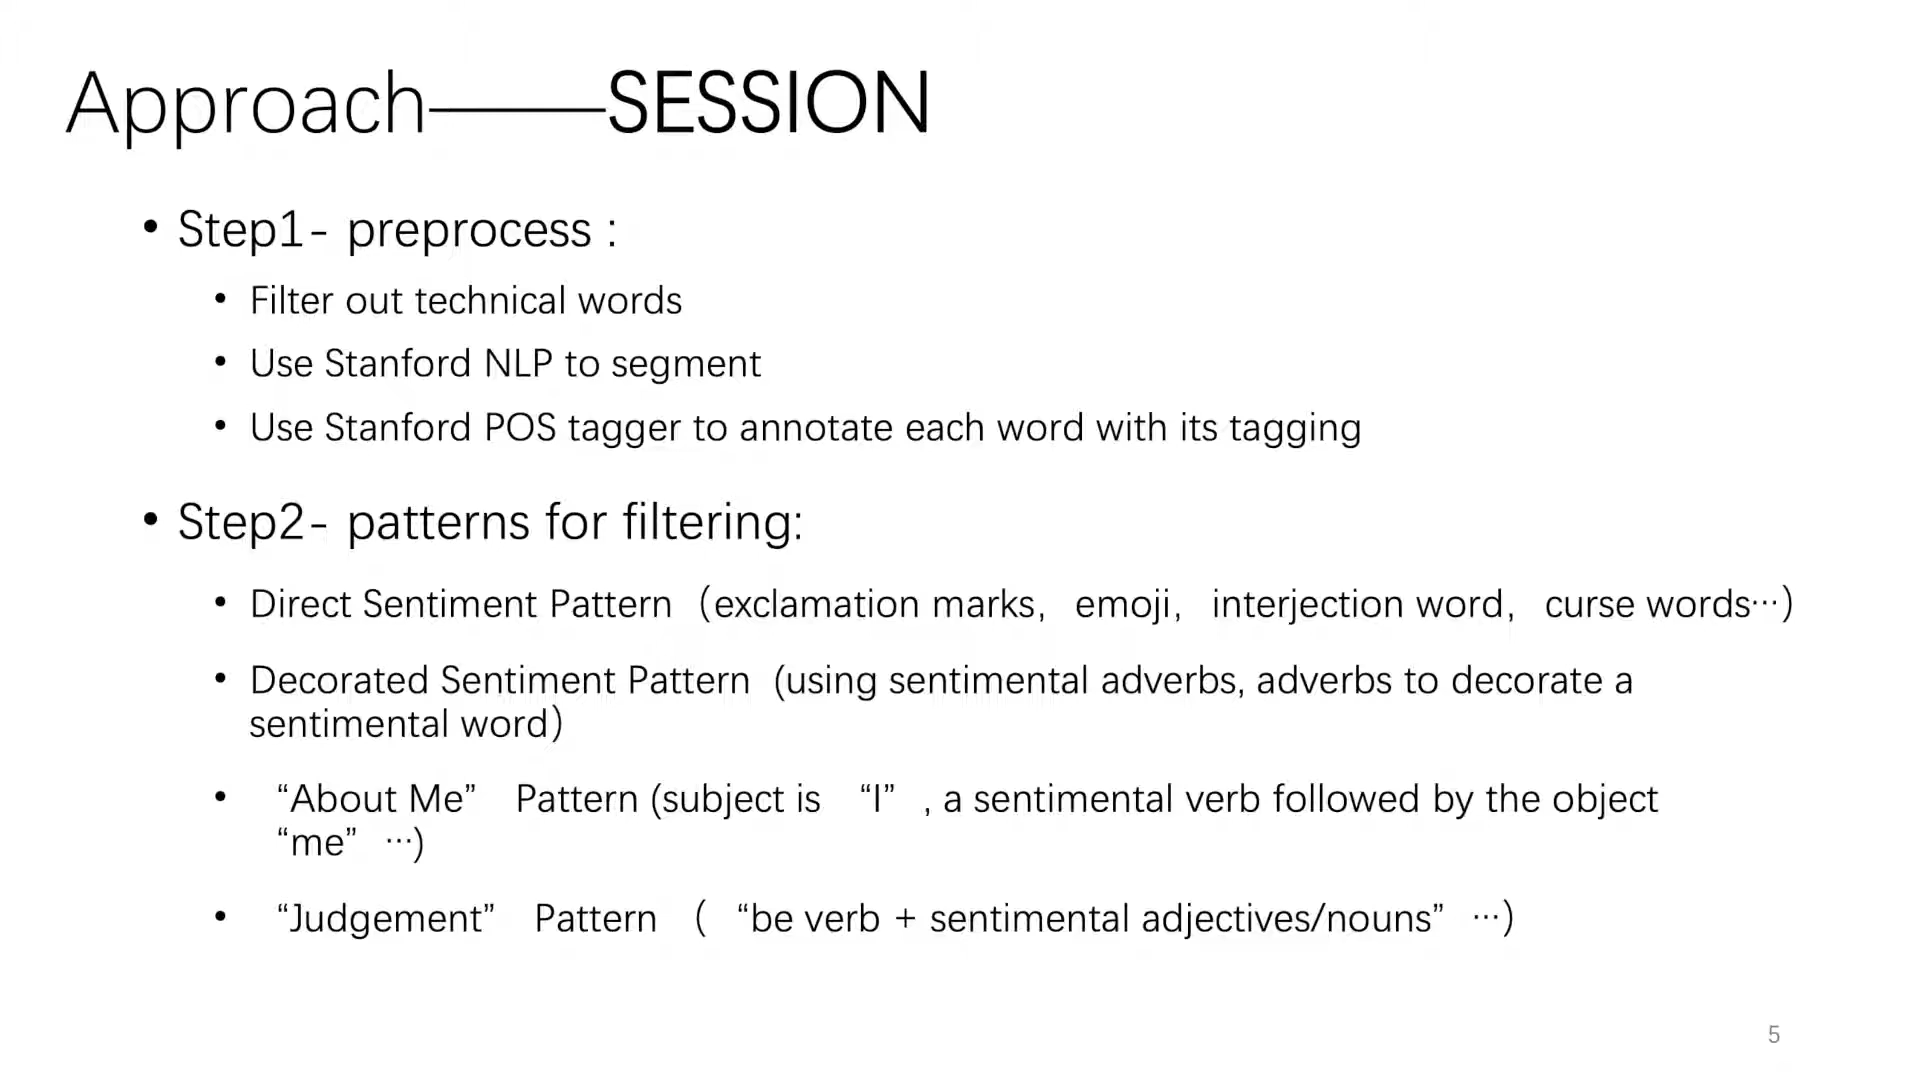 Approach———SESSION
• Step1- preprocess :
• Filter out technical words
• Use Stanford NLP to segment
• Use Stanford POS tagger to annotate each word with its tagging
• Step2- patterns for filtering:
• Direct Sentiment Pattern（exclamation marks, emoji, interjection word, curse words…）
• Decorated Sentiment Pattern (using sentimental adverbs, adverbs to decorate a
sentimental word）
• “About Me” Pattern (subject is “I” , a sentimental verb followed by the object
“me” …)
• “Judgement” Pattern （ “be verb + sentimental adjectives/nouns” …）
5